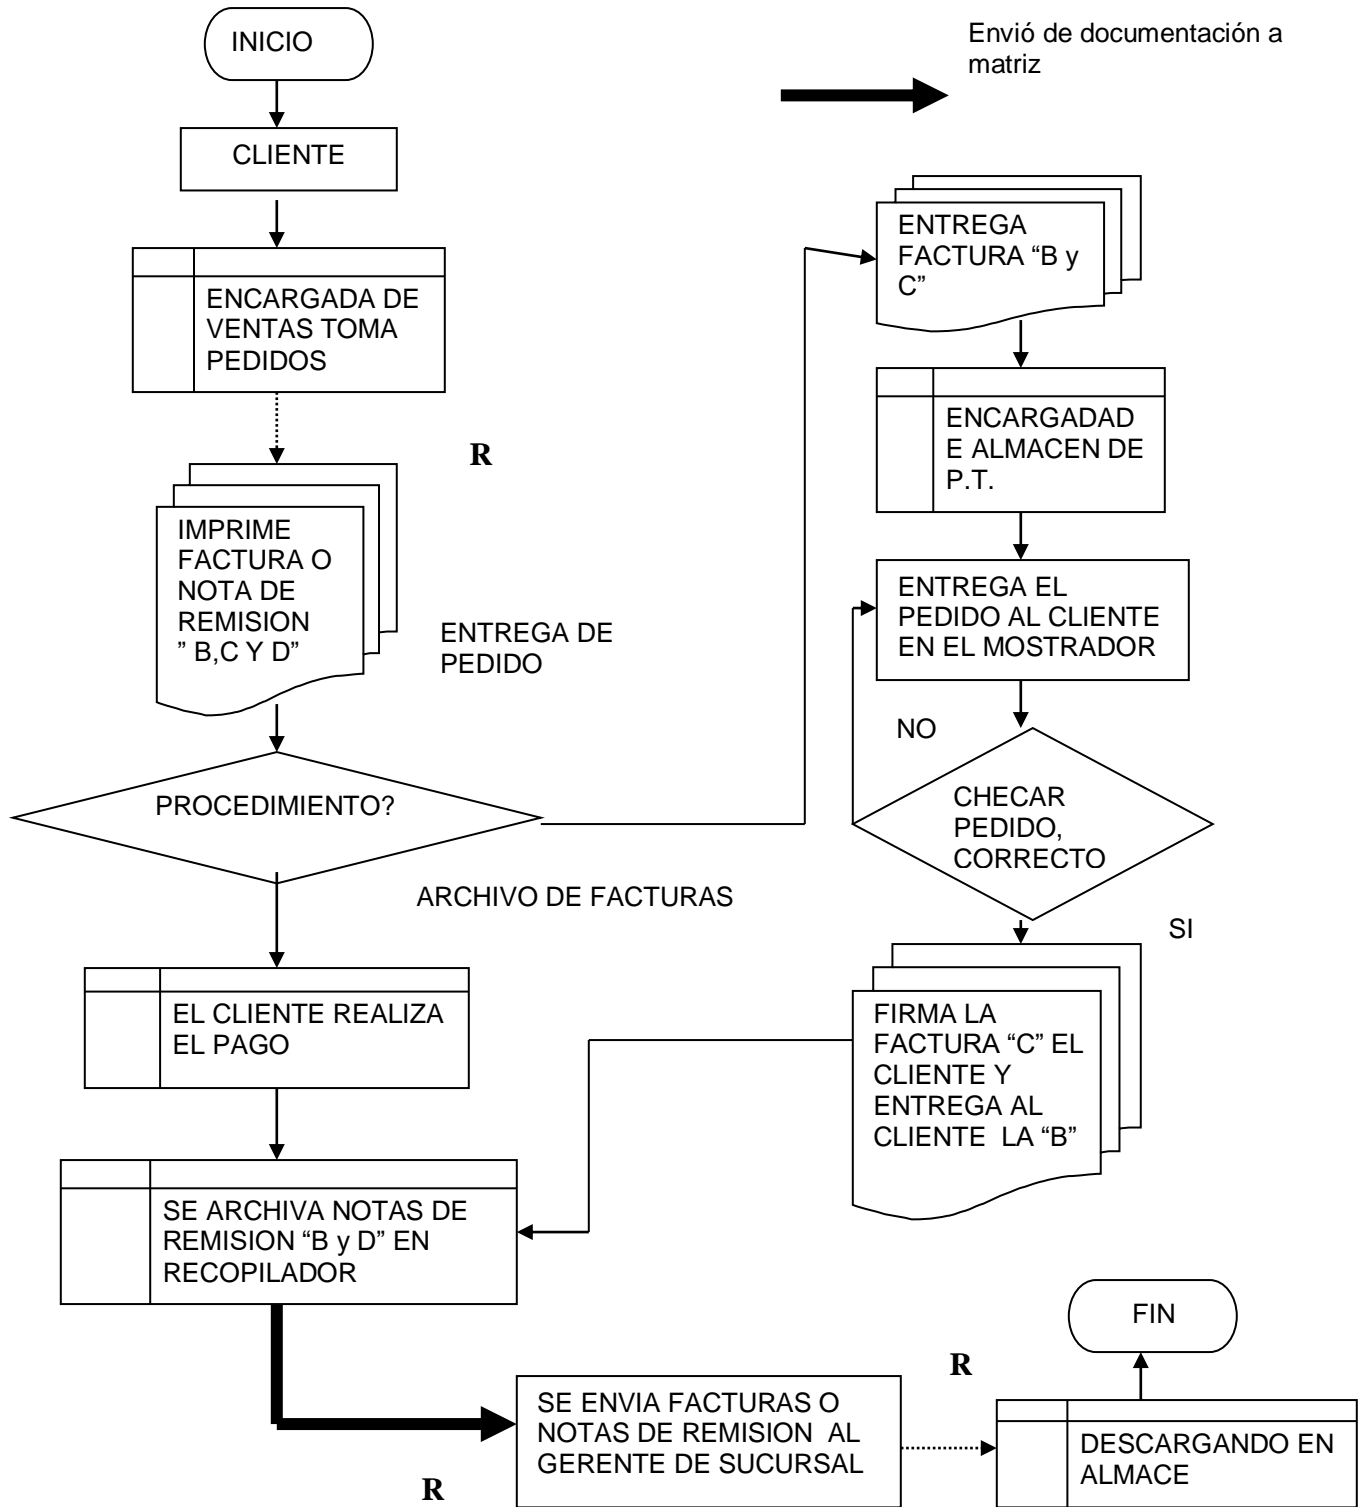 INICIO
Envió de documentación a
matriz
CLIENTE
ENCARGADA DE
VENTAS TOMA
PEDIDOS
R
IMPRIME
FACTURA O
NOTA DE
REMISION
” B,C Y D”
ENTREGA DE
PEDIDO
PROCEDIMIENTO?
ARCHIVO DE FACTURAS
ENTREGA
FACTURA “B y
C”
ENCARGADAD
E ALMACEN DE
P.T.
ENTREGA EL
PEDIDO AL CLIENTE
EN EL MOSTRADOR
NO
CHECAR
PEDIDO,
CORRECTO
SI
FIRMA LA
FACTURA “C” EL
CLIENTE Y
ENTREGA AL
CLIENTE LA “B”
EL CLIENTE REALIZA
EL PAGO
SE ARCHIVA NOTAS DE
REMISION “B y D” EN
RECOPILADOR
R
SE ENVIA FACTURAS O
NOTAS DE REMISION AL
GERENTE DE SUCURSAL
R
DESCARGANDO EN
ALMACE
FIN